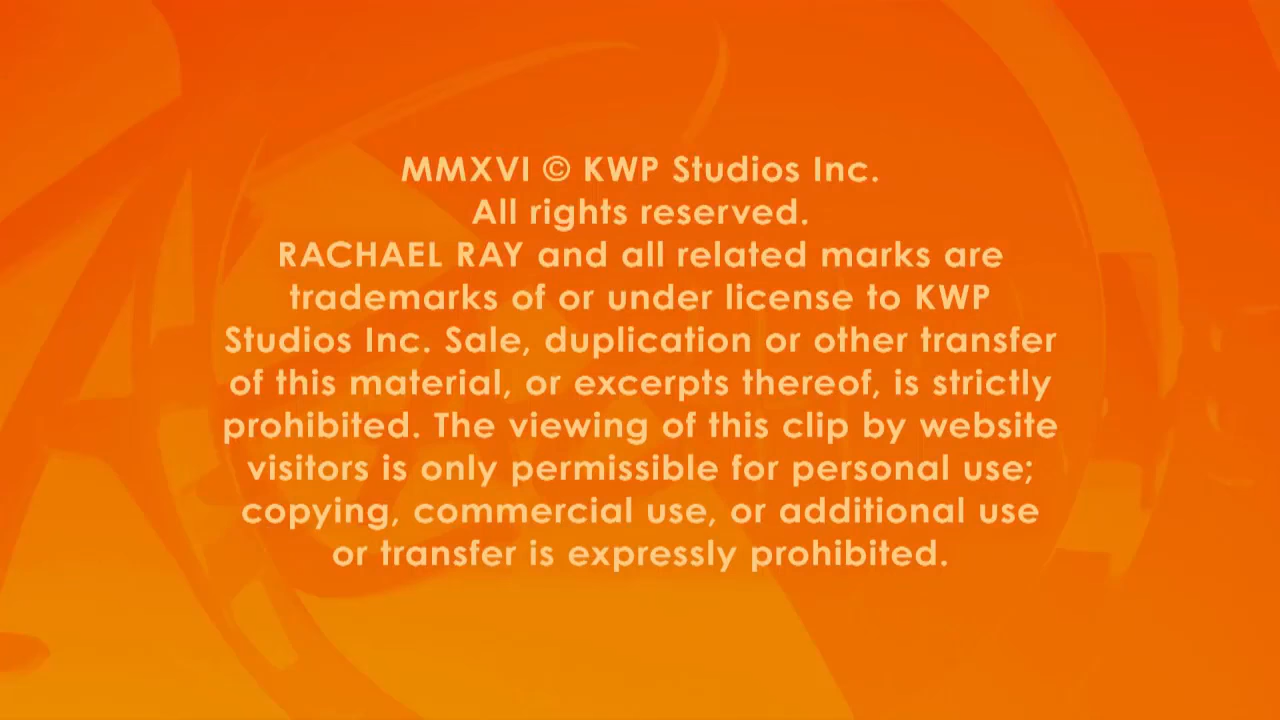 MMXVI © KWP Studios Inc.
All rights reserved.
RACHAEL RAY and all related marks are
trademarks of or under license to KWP
Studios Inc. Sale, duplication or other transfer
of this material, or excerpts thereof, is strictly
prohibited. The viewing of this clip by website
visitors is only permissible for personal use;
copying, commercial use, or additional use
or transfer is expressly prohibited.